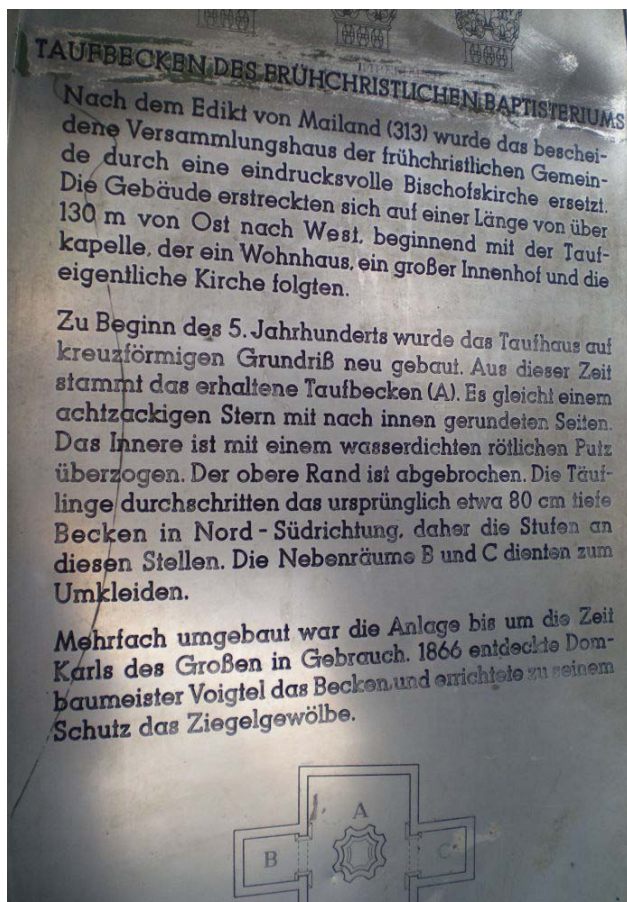 TAUFBECKEN DES FRÜHCHRISTLICHEN BAPTISTERIUMS
Nach dem Edikt von Mailand (313) wurde das beschei-
dene Versammlungshaus der frühchristlichen Gemein-
de durch eine eindrucksvolle Bischofskirche ersetzt.
Die Gebäude erstreckten sich auf einer Länge von über
130 m von Ost nach West, beginnend mit der Tauf-
kapelle, der ein Wohnhaus, ein großer Innenhof und die
eigentliche Kirche folgten.
Zu Beginn des 5. Jahrhunderts wurde das Taufhaus auf
kreuzförmigen Grundriß neu gebaut. Aus dieser Zeit
stammt das erhaltene Taufbecken (A). Es gleicht einem
achtzackigen Stern mit nach innen gerundeten Seiten.
Das Innere ist mit einem wasserdichten rötlichen Putz
überzogen. Der obere Rand ist abgebrochen. Die Täuf-
linge durchschritten das ursprünglich etwa 80 cm tiefe
Becken in Nord-Südrichtung, daher die Stufen an
diesen Stellen. Die Nebenräume B und C dienten zum
Umkleiden.
Mehrfach umgebaut war die Anlage bis um die Zeit
Karls des Großen in Gebrauch. 1866 entdeckte Dom-
baumeister Voigtel das Becken und errichtete zu seinem
Schutz das Ziegelgewölbe.
A
B
C